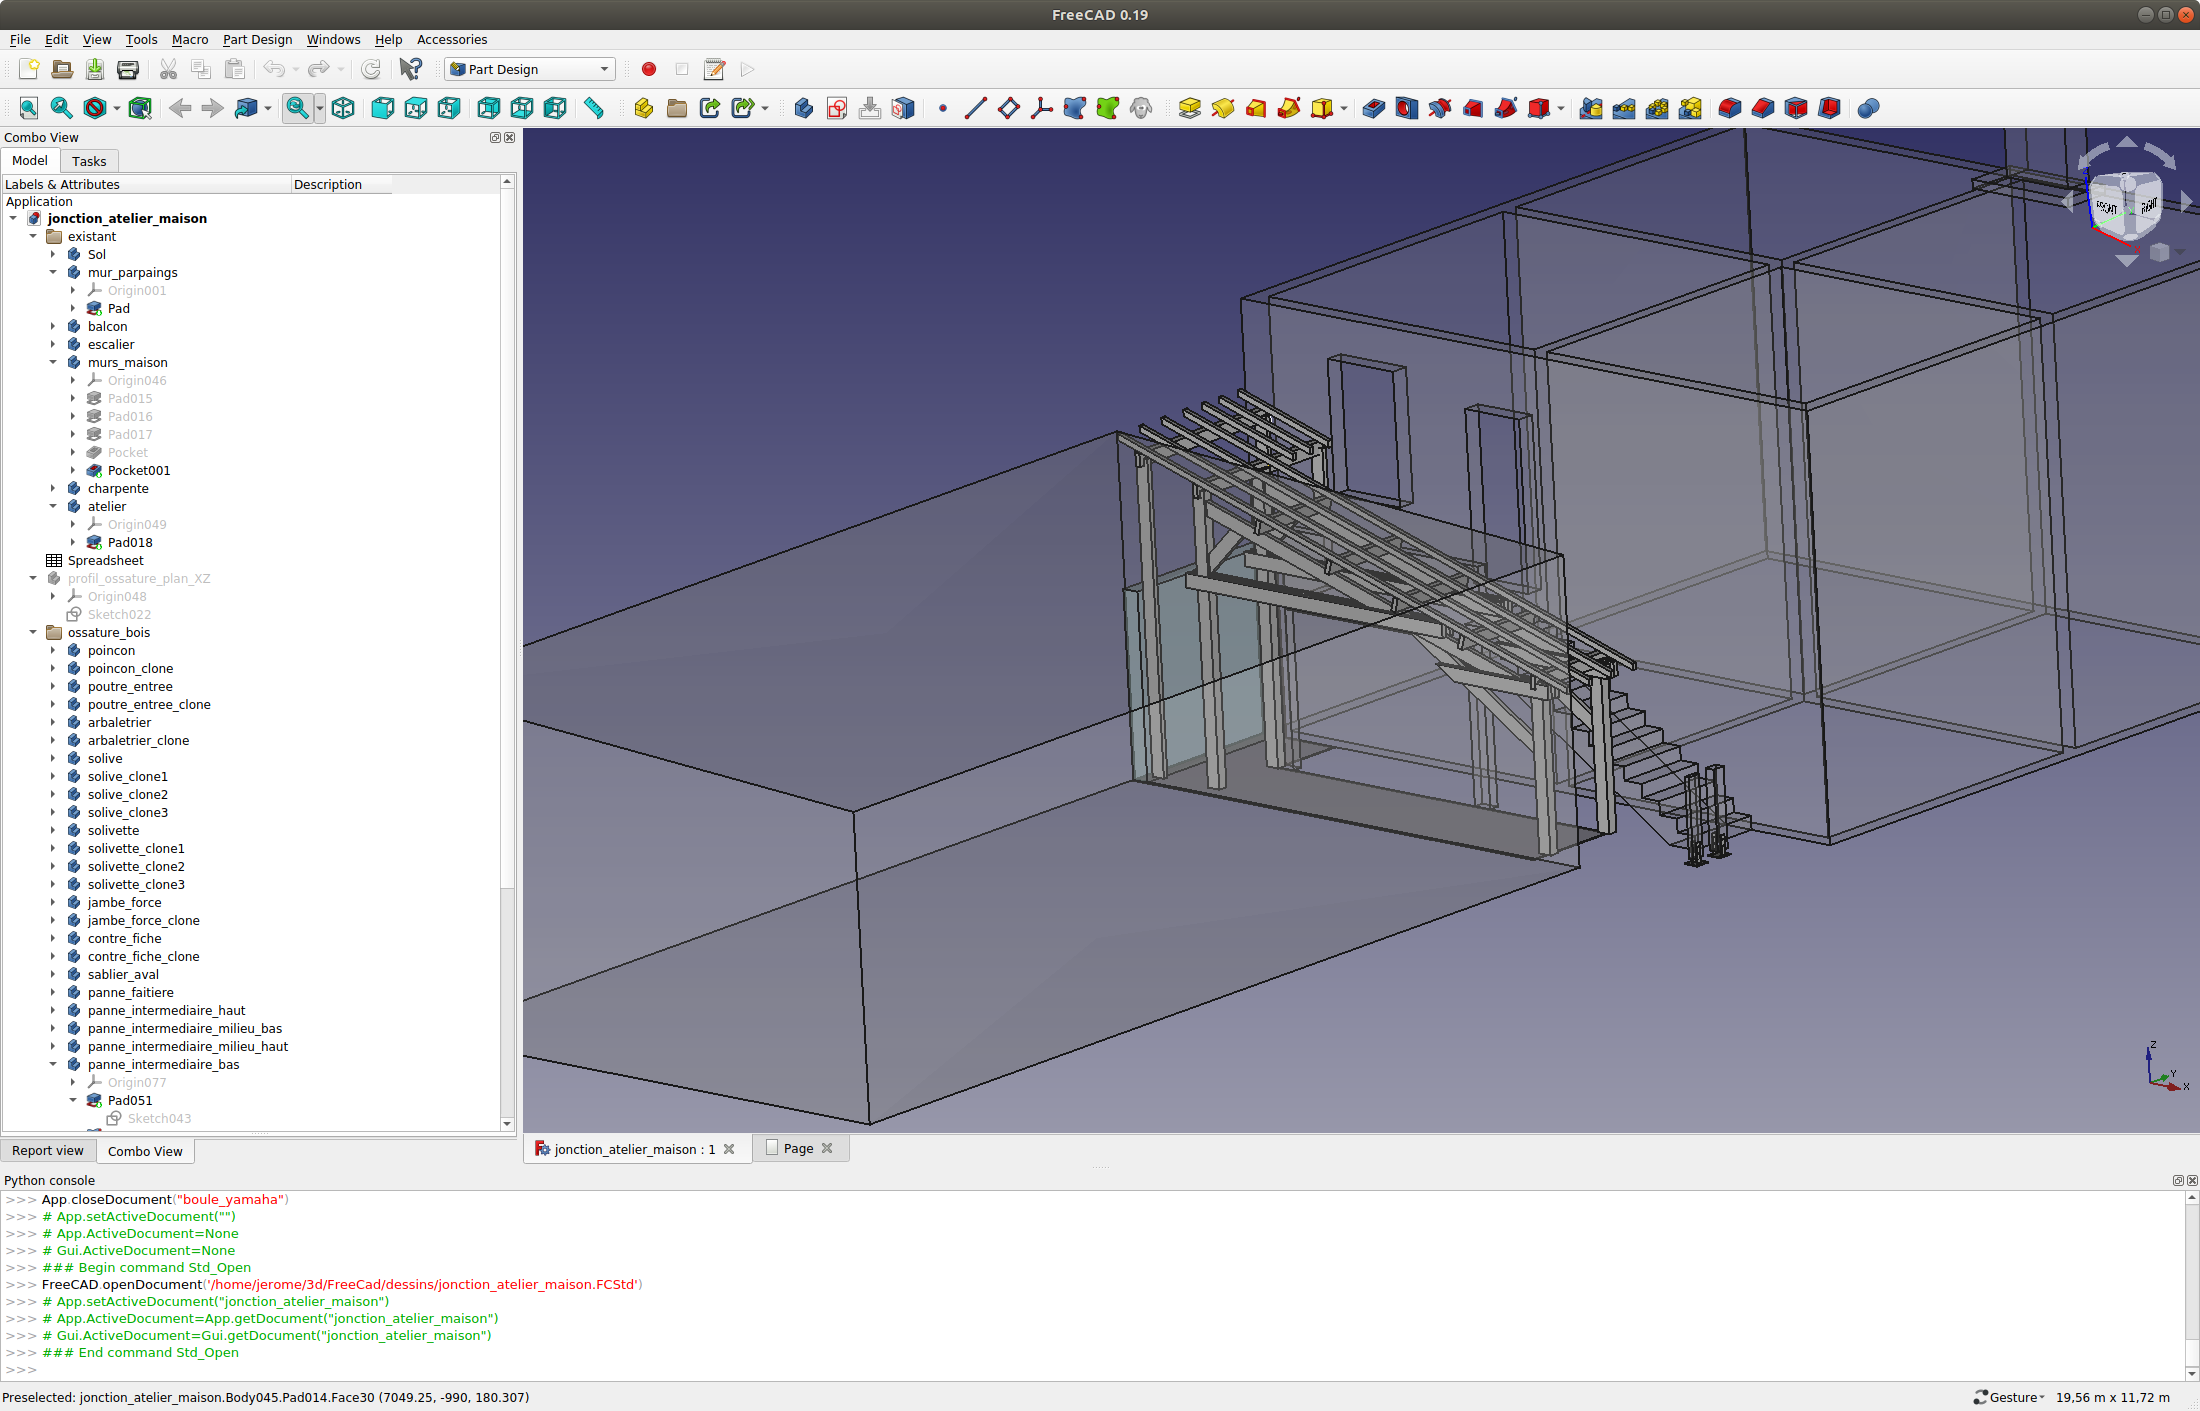 FreeCAD 0.19
File Edit View Tools Macro Part Design Windows Help Accessories
Part Design
Combo View
Model Tasks
Labels & Attributes Description
Application
jonction_atelier_maison
existant
Sol
mur_parpaings
Origin001
Pad
balcon
escalier
murs_maison
Origin046
Pad015
Pad016
Pad017
Pocket
Pocket001
charpente
atelier
Origin049
Pad018
Spreadsheet
profil_ossature_plan_XZ
Origin048
Sketch022
ossature_bois
poincon
poincon_clone
poutre_entree
poutre_entree_clone
arbaletrier
arbaletrier_clone
solive
solive_clone1
solive_clone2
solive_clone3
solivette
solivette_clone1
solivette_clone2
solivette_clone3
jambe_force
jambe_force_clone
contre_fiche
contre_fiche_clone
sablier_aval
panne_faitiere
panne_intermediaire_haut
panne_intermediaire_milieu_bas
panne_intermediaire_milieu_haut
panne_intermediaire_bas
Origin077
Pad051
Sketch043
FRONT RIGHT
Z
Y
X
Report view Combo View
jonction_atelier_maison : 1 Page
Python console
>>> App.closeDocument("boule_yamaha")
>>> # App.setActiveDocument("")
>>> # App.ActiveDocument=None
>>> # Gui.ActiveDocument=None
>>> ### Begin command Std_Open
>>> FreeCAD.openDocument('/home/jerome/3d/FreeCad/dessins/jonction_atelier_maison.FCStd')
>>> # App.setActiveDocument("jonction_atelier_maison")
>>> # App.ActiveDocument=App.getDocument("jonction_atelier_maison")
>>> # Gui.ActiveDocument=Gui.getDocument("jonction_atelier_maison")
>>> ### End command Std_Open
>>>
Preselected: jonction_atelier_maison.Body045.Pad014.Face30 (7049.25, -990, 180.307)
Gesture 19,56 m x 11,72 m